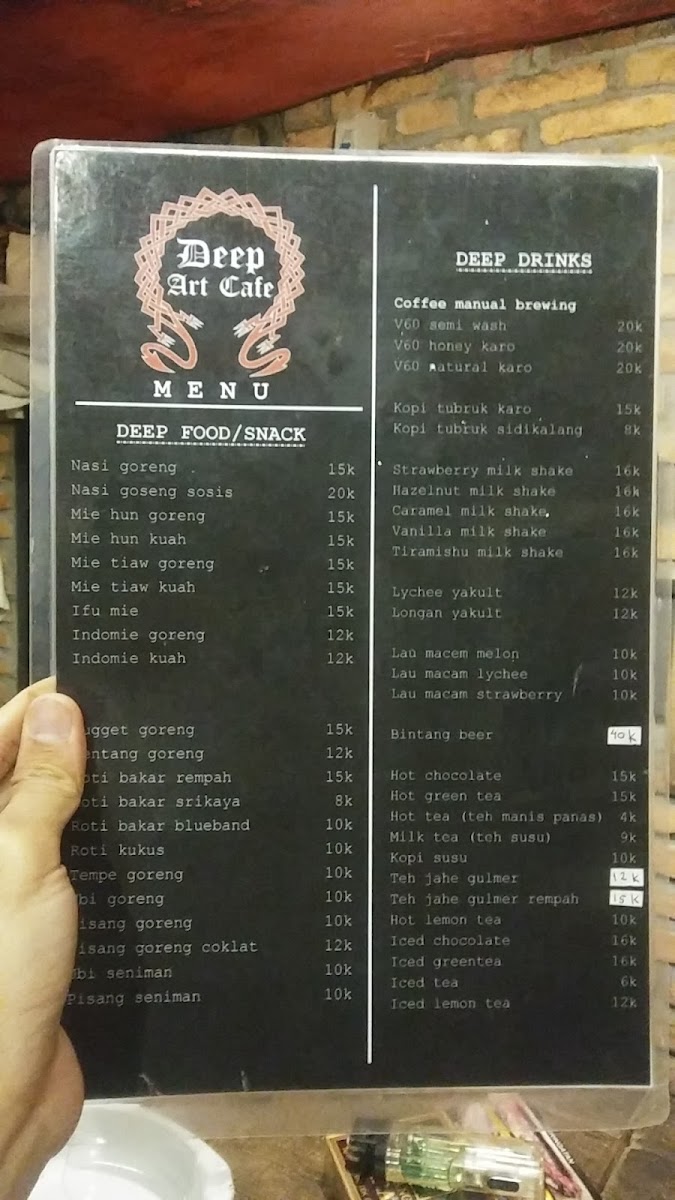 Deep
Art Cafe
MENU
DEEP FOOD/SNACK
Nasi goreng 15k
Nasi goseng sosis 20k
Mie hun goreng 15k
Mie hun kuah 15k
Mie tiaw goreng 15k
Mie tiaw kuah 15k
Ifu mie 15k
Indomie goreng 12k
Indomie kuah 12k
ugget goreng 15k
entang goreng 12k
oti bakar rempah 15k
oti bakar srikaya 8k
Roti bakar blueband 10k
Roti kukus 10k
Tempe goreng 10k
Ubi goreng 10k
isang goreng 10k
isang goreng coklat 12k
Ubi seniman 10k
Pisang seniman 10k
DEEP DRINKS
Coffee manual brewing
V60 semi wash 20k
V60 honey karo 20k
V60 natural karo 20k
Kopi tubruk karo 15k
Kopi tubruk sidikalang 8k
Strawberry milk shake 16k
Hazelnut milk shake 16k
Caramel milk shake 16k
Vanilla milk shake 16k
Tiramishu milk shake 16k
Lychee yakult 12k
Longan yakult 12k
Lau macem melon 10k
Lau macam lychee 10k
Lau macam strawberry 10k
Bintang beer 40k
Hot chocolate 15k
Hot green tea 15k
Hot tea (teh manis panas) 4k
Milk tea (teh susu) 9k
Kopi susu 10k
Teh jahe gulmer 12k
Teh jahe gulmer rempah 15k
Hot lemon tea 10k
Iced chocolate 16k
Iced greentea 16k
Iced tea 6k
Iced lemon tea 12k